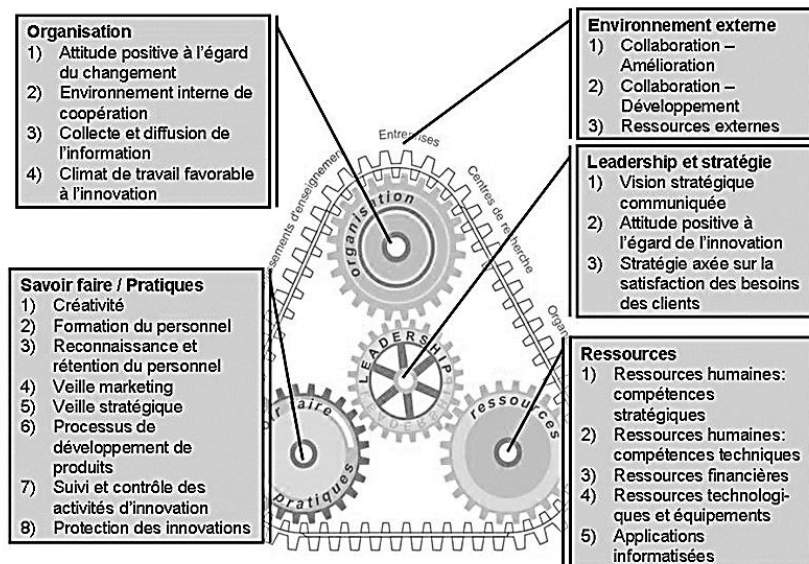 Organisation
1) Attitude positive à l'égard
du changement
2) Environnement interne de
coopération
3) Collecte et diffusion de
l'information
4) Climat de travail favorable
à l'innovation
Environnement externe
1) Collaboration –
Amélioration
2) Collaboration –
Développement
3) Ressources externes
Leadership et stratégie
1) Vision stratégique
communiquée
2) Attitude positive à
l'égard de l'innovation
3) Stratégie axée sur la
satisfaction des besoins
des clients
Entreprises
d'enseignemen
Centres de recherche
organisation
LEADERSHIP
LEADERSHIP
Savoir faire / Pratiques
1) Créativité
2) Formation du personnel
3) Reconnaissance et
rétention du personnel
4) Veille marketing
5) Veille stratégique
6) Processus de
développement de
produits
7) Suivi et contrôle des
activités d'innovation
8) Protection des innovations
faire
pratiques
ressources
Ressources
1) Ressources humaines:
compétences
stratégiques
2) Ressources humaines:
compétences techniques
3) Ressources financières
4) Ressources technologi-
ques et équipements
5) Applications
informatisées